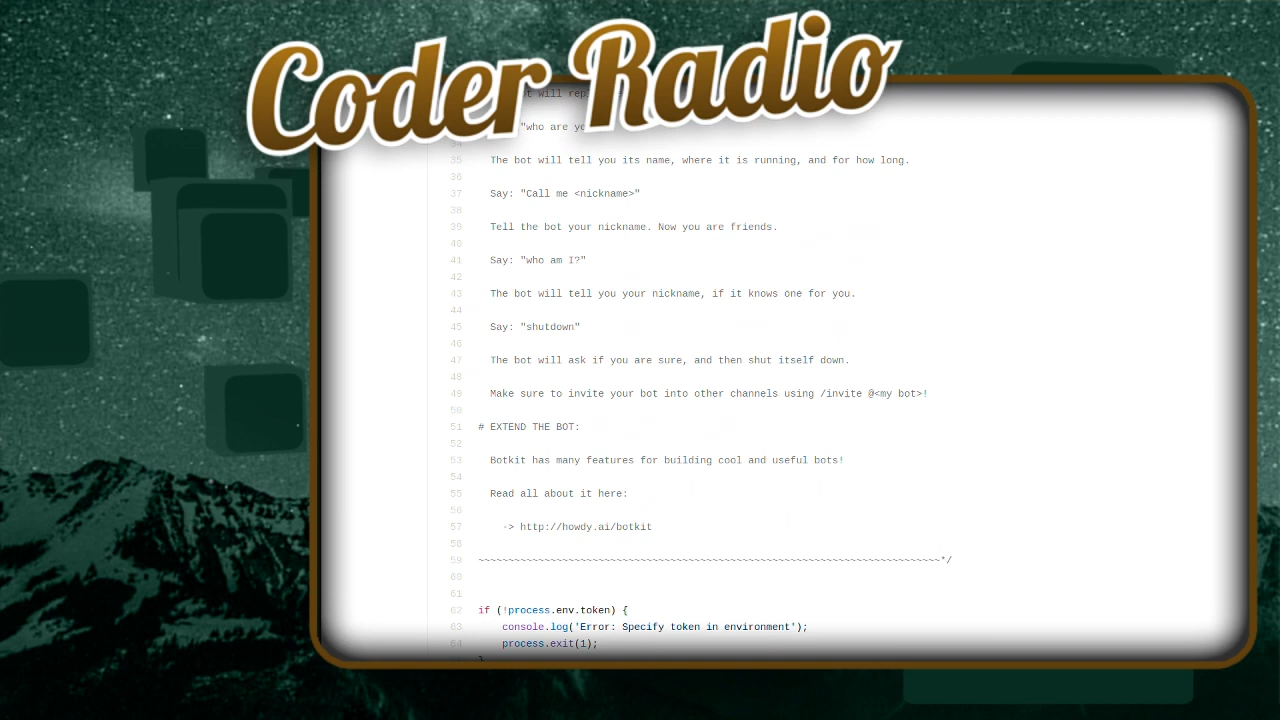 Coder Radio
"who are
34
35 The bot will tell you its name, where it is running, and for how long.
36
37 Say: "Call me <nickname>"
38
39 Tell the bot your nickname. Now you are friends.
40
41 Say: "who am I?"
42
43 The bot will tell you your nickname, if it knows one for you.
44
45 Say: "shutdown"
46
47 The bot will ask if you are sure, and then shut itself down.
48
49 Make sure to invite your bot into other channels using /invite @<my bot>!
50
51 # EXTEND THE BOT:
52
53 Botkit has many features for building cool and useful bots!
54
55 Read all about it here:
56
57 -> http://howdy.ai/botkit
58
59 ~~~~~~~~~~~~~~~~~~~~~~~~~~~~~~~~~~~~~~~~~~~~~~~~~~~~~~~~~~~~~~~~~~~~~~~~~~~~~*/
60
61
62 if (!process.env.token) {
63 console.log('Error: Specify token in environment');
64 process.exit(1);
}